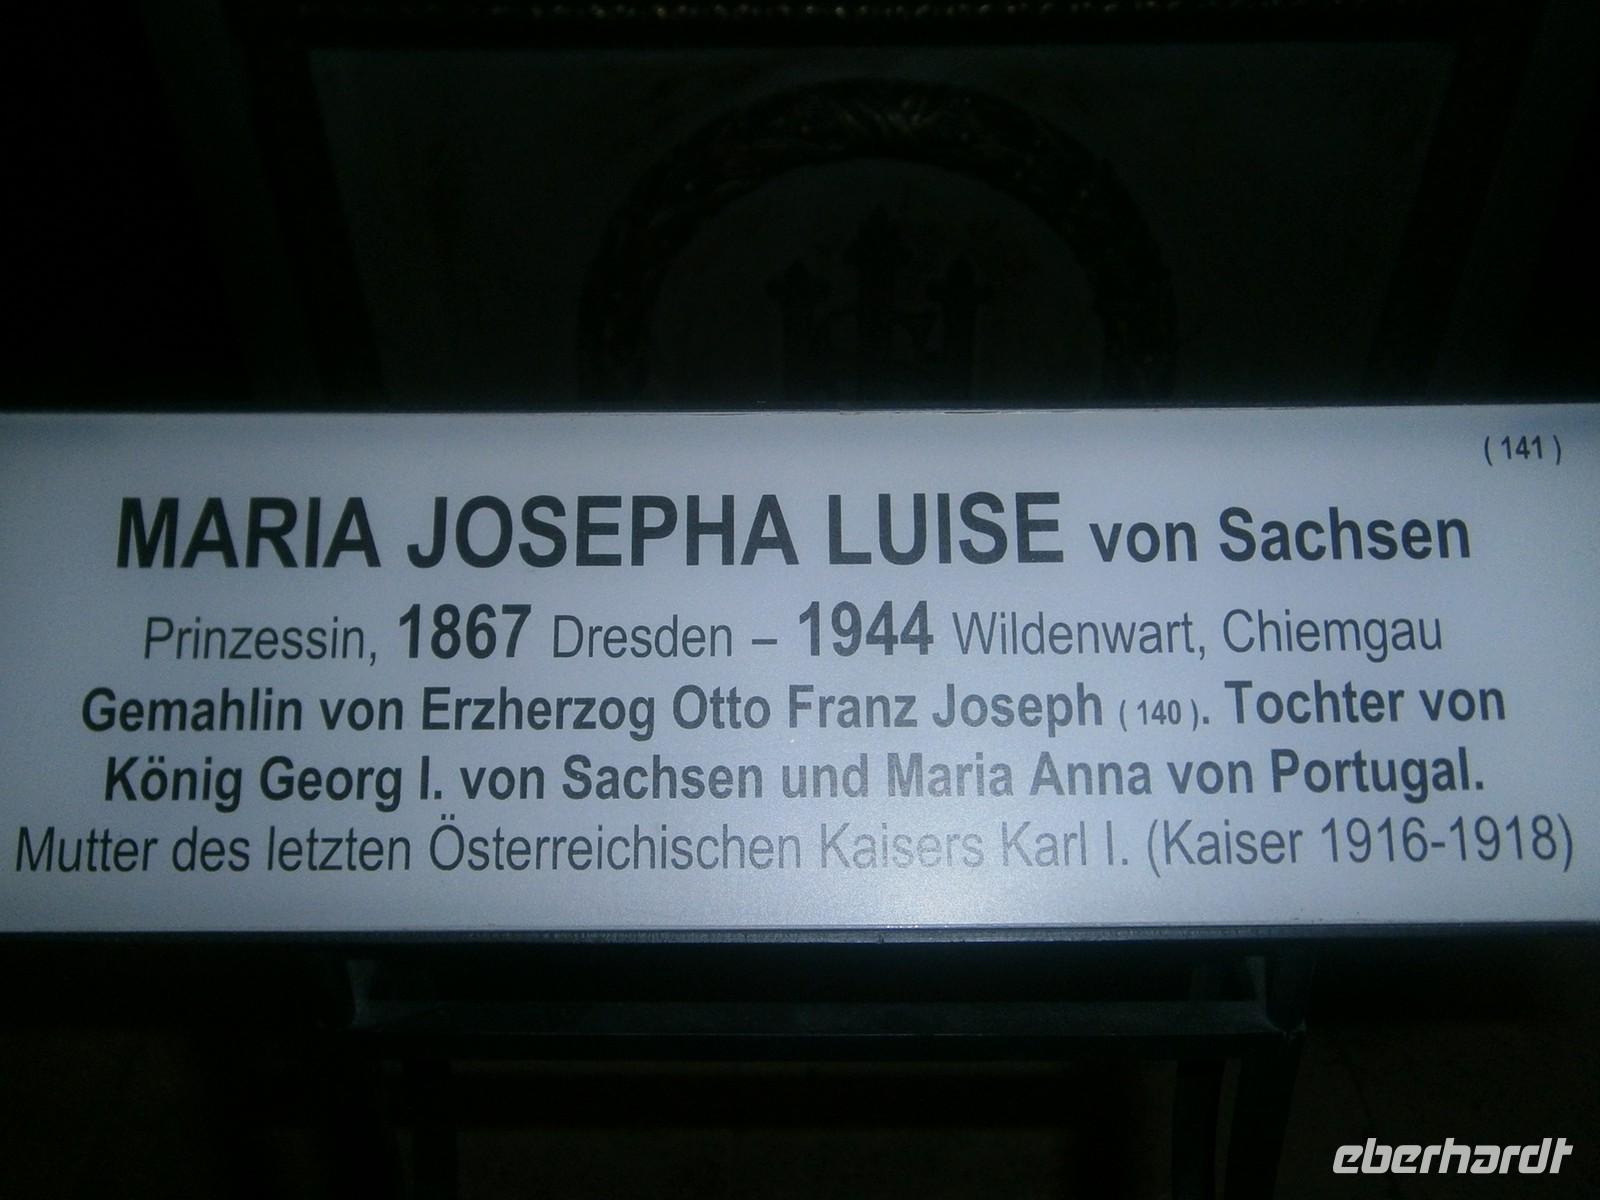 ( 141 )
MARIA JOSEPHA LUISE von Sachsen
Prinzessin, 1867 Dresden – 1944 Wildenwart, Chiemgau
Gemahlin von Erzherzog Otto Franz Joseph ( 140 ). Tochter von
König Georg I. von Sachsen und Maria Anna von Portugal.
Mutter des letzten Österreichischen Kaisers Karl I. (Kaiser 1916-1918)
eberhardt